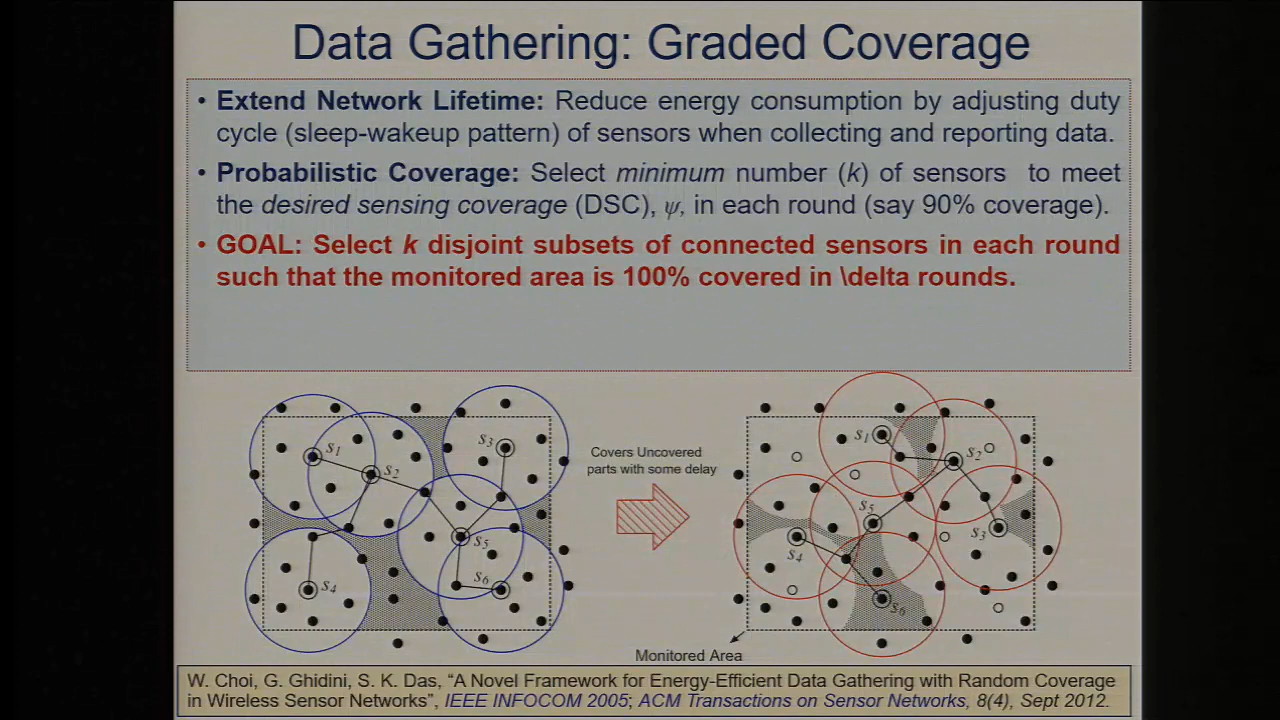 Data Gathering: Graded Coverage
• Extend Network Lifetime: Reduce energy consumption by adjusting duty
cycle (sleep-wakeup pattern) of sensors when collecting and reporting data.
• Probabilistic Coverage: Select minimum number (k) of sensors to meet
the desired sensing coverage (DSC), ψ, in each round (say 90% coverage).
• GOAL: Select k disjoint subsets of connected sensors in each round
such that the monitored area is 100% covered in \delta rounds.
s1
s2
s3
s4
s5
s6
Covers Uncovered
parts with some delay
s1
s2
s3
s4
s5
s6
Monitored Area
W. Choi, G. Ghidini, S. K. Das, “A Novel Framework for Energy-Efficient Data Gathering with Random Coverage
in Wireless Sensor Networks”, IEEE INFOCOM 2005; ACM Transactions on Sensor Networks, 8(4), Sept 2012.